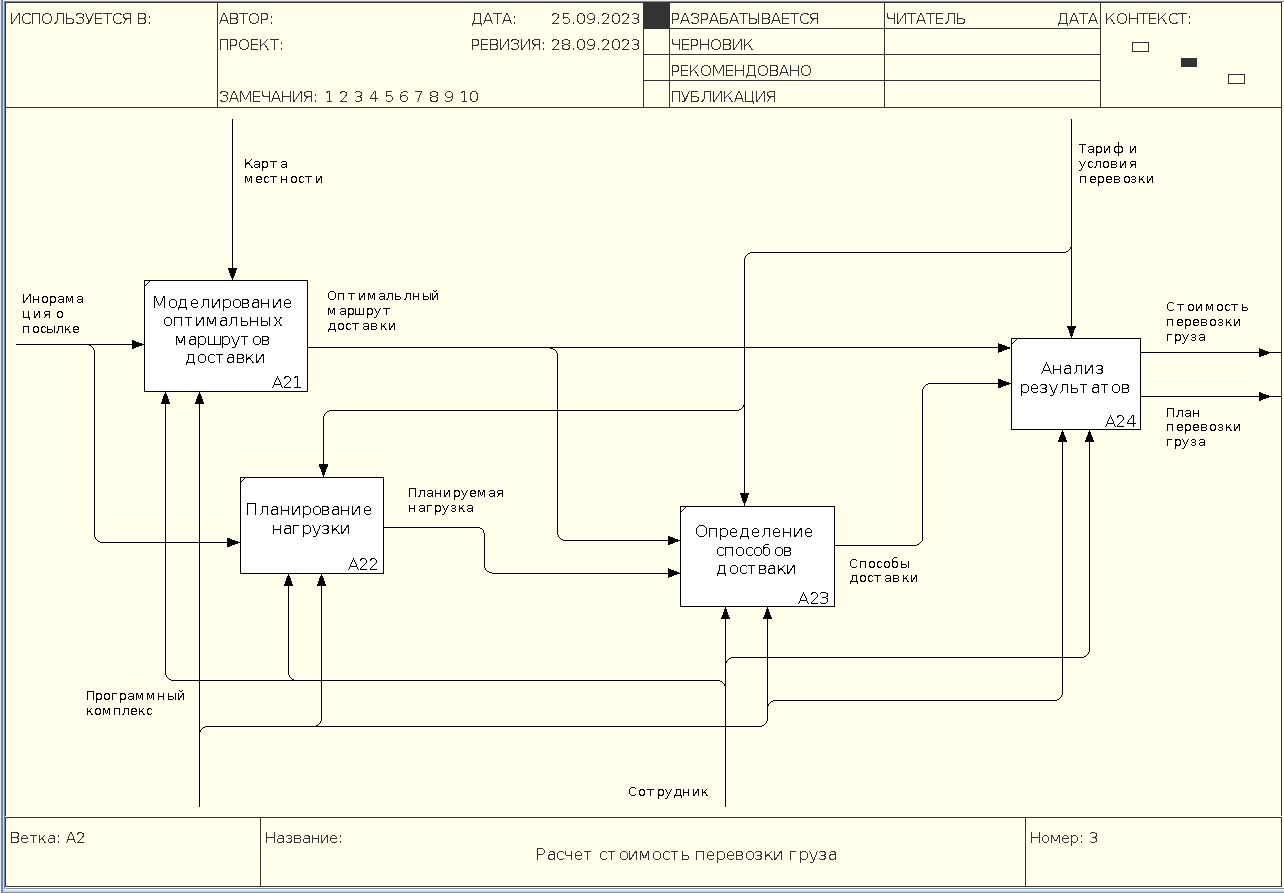 ИСПОЛЬЗУЕТСЯ В:
АВТОР:
ДАТА: 25.09.2023
ПРОЕКТ:
РЕВИЗИЯ: 28.09.2023
ЗАМЕЧАНИЯ: 1 2 3 4 5 6 7 8 9 10
РАЗРАБАТЫВАЕТСЯ
ЧЕРНОВИК
РЕКОМЕНДОВАНО
ПУБЛИКАЦИЯ
ЧИТАТЕЛЬ
ДАТА
КОНТЕКСТ:
Карта
местности
Тариф и
условия
перевозки
Инорама
ция о
посылке
Моделирование
оптимальных
маршрутов
доставки
A21
Оптимальлный
маршрут
доставки
Стоимость
перевозки
груза
Анализ
результатов
A24
План
перевозки
груза
Планирование
нагрузки
A22
Планируемая
нагрузка
Определение
способов
достваки
A23
Способы
доставки
Программный
комплекс
Сотрудник
Ветка: A2
Название:
Расчет стоимость перевозки груза
Номер: 3